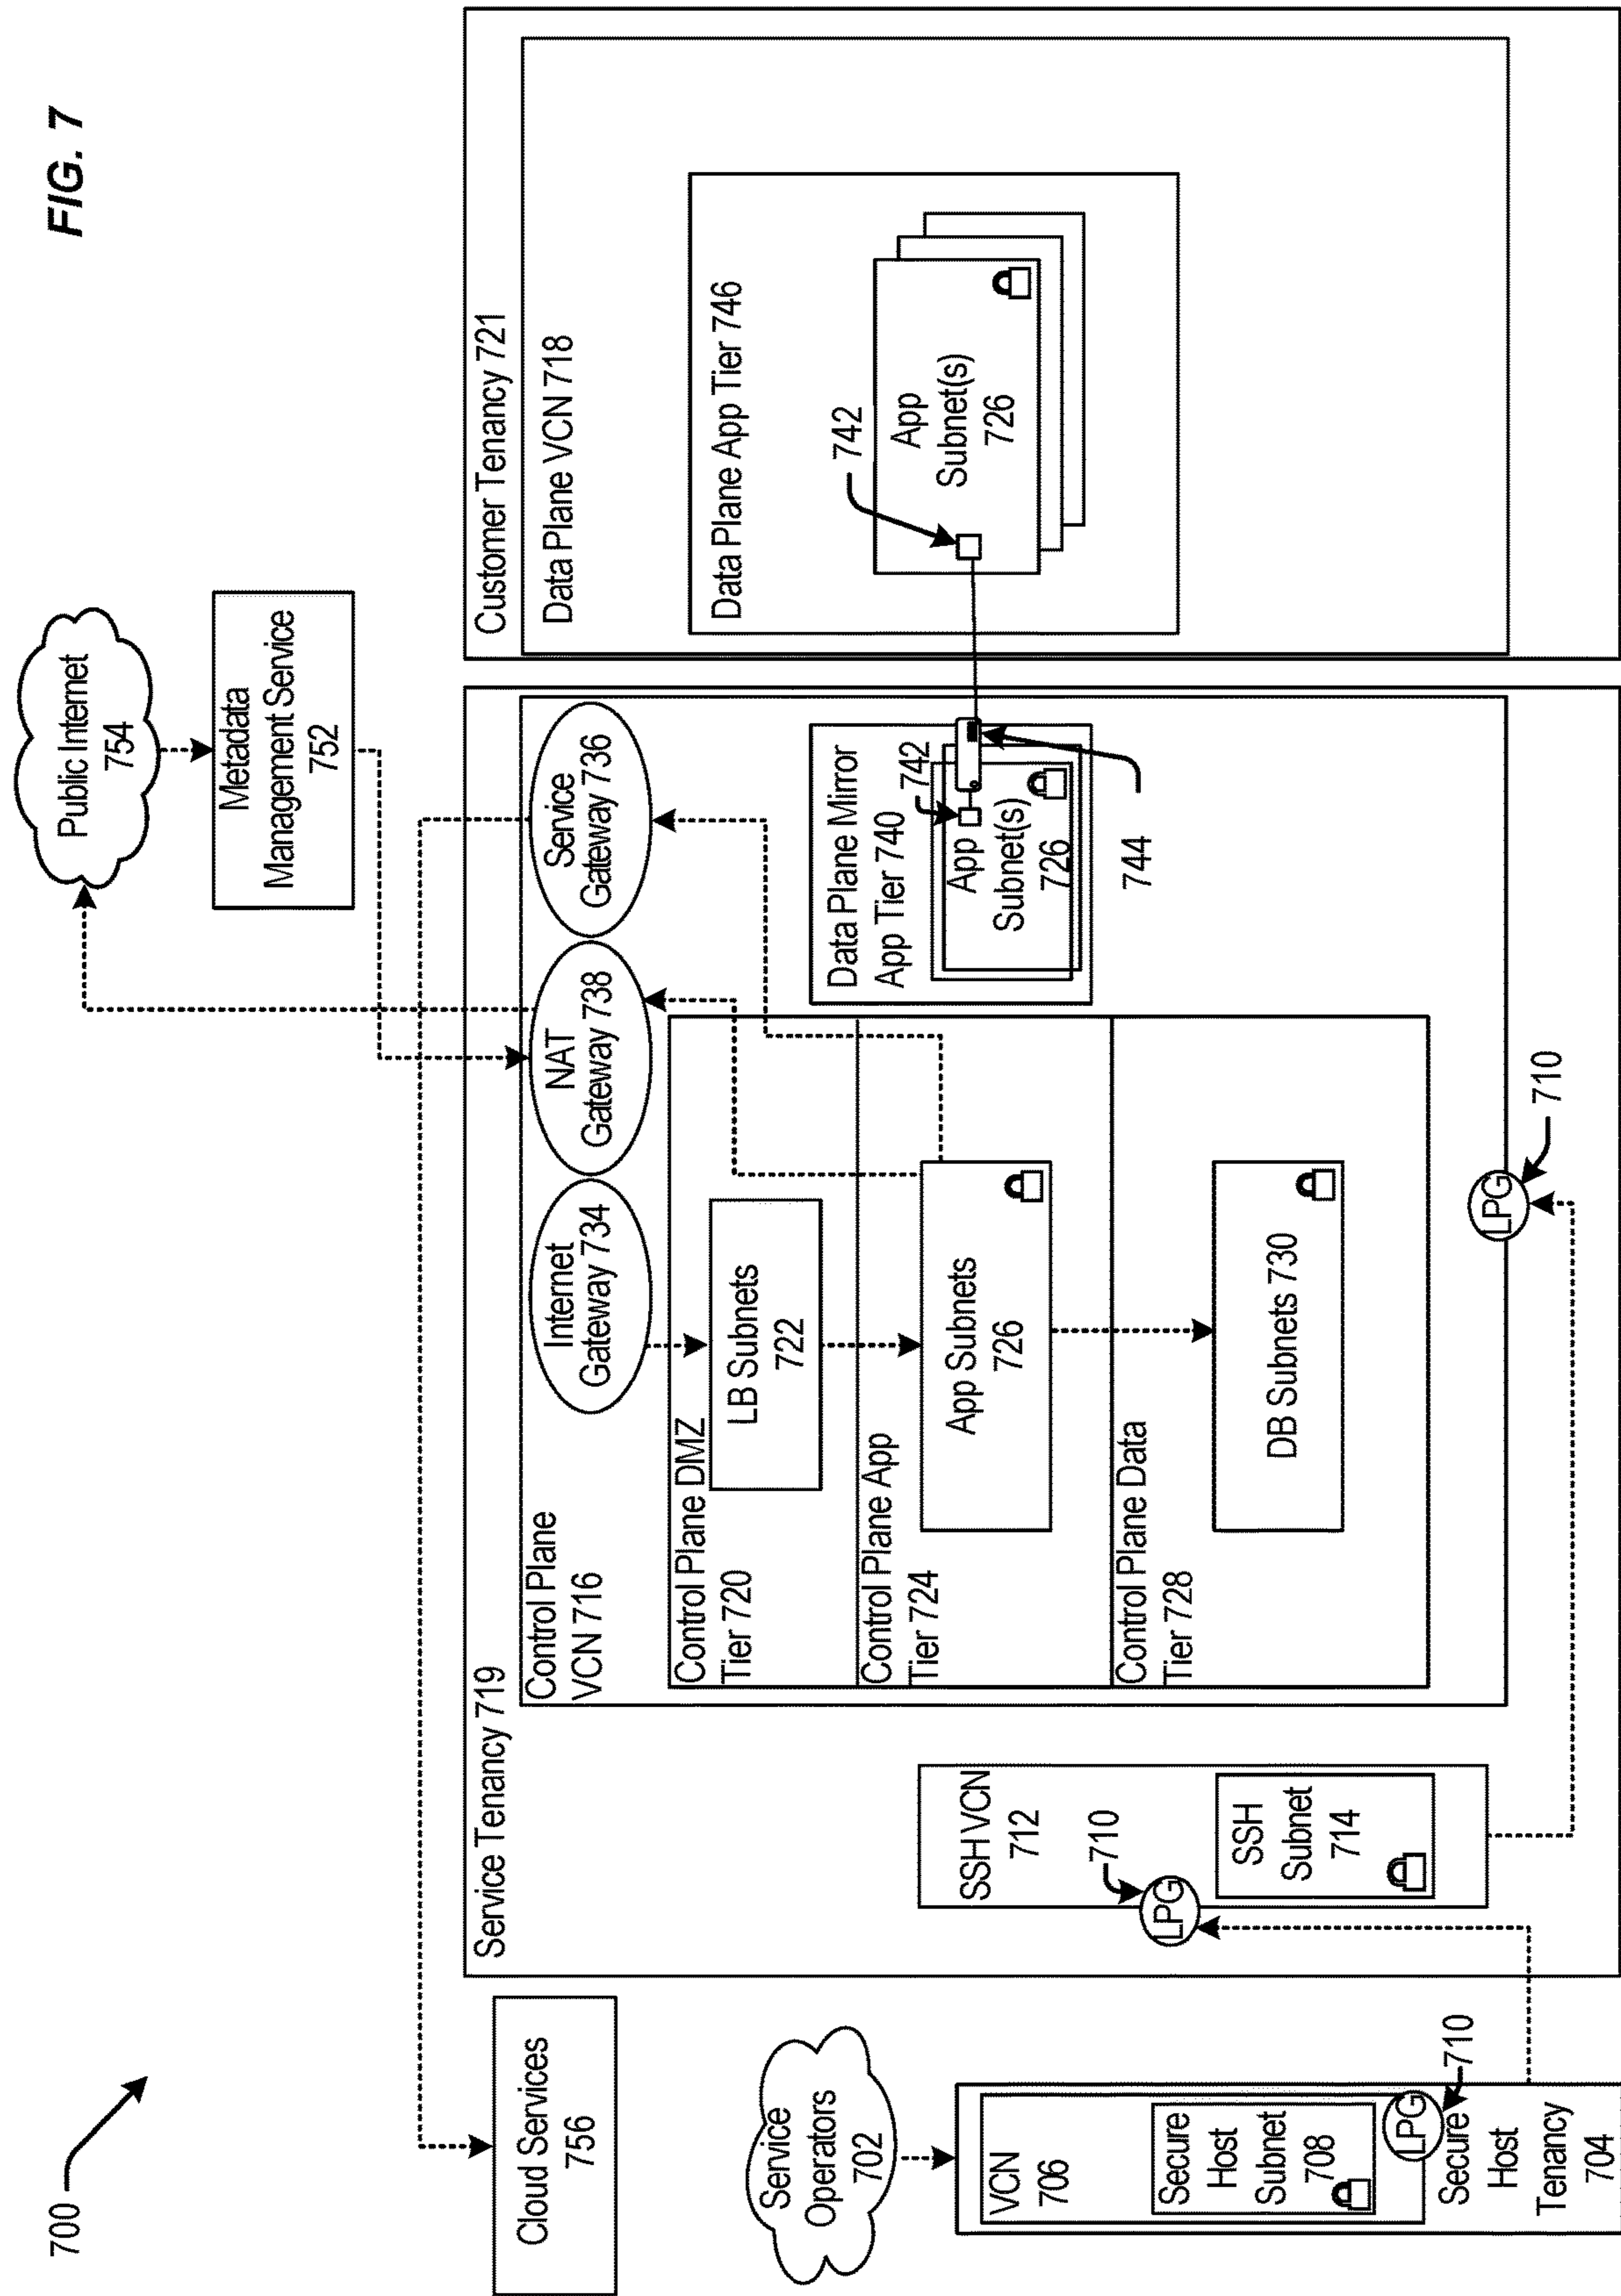 FIG. 7
700
Public Internet
754
Metadata
Management Service
752
Cloud Services
756
Service
Operators
702
VCN
706
Secure
Host
Subnet
708
LPG
710
Secure
Host
Tenancy
704
Service Tenancy 719
SSH VCN
712
710
LPG
SSH
Subnet
714
Control Plane
VCN 716
Internet
Gateway 734
NAT
Gateway 738
Service
Gateway 736
Control Plane DMZ
Tier 720
LB Subnets
722
Control Plane App
Tier 724
App Subnets
726
Control Plane Data
Tier 728
DB Subnets 730
LPG
710
Data Plane Mirror
App Tier 740
742
App
Subnet(s)
726
744
Customer Tenancy 721
Data Plane VCN 718
Data Plane App Tier 746
742
App
Subnet(s)
726